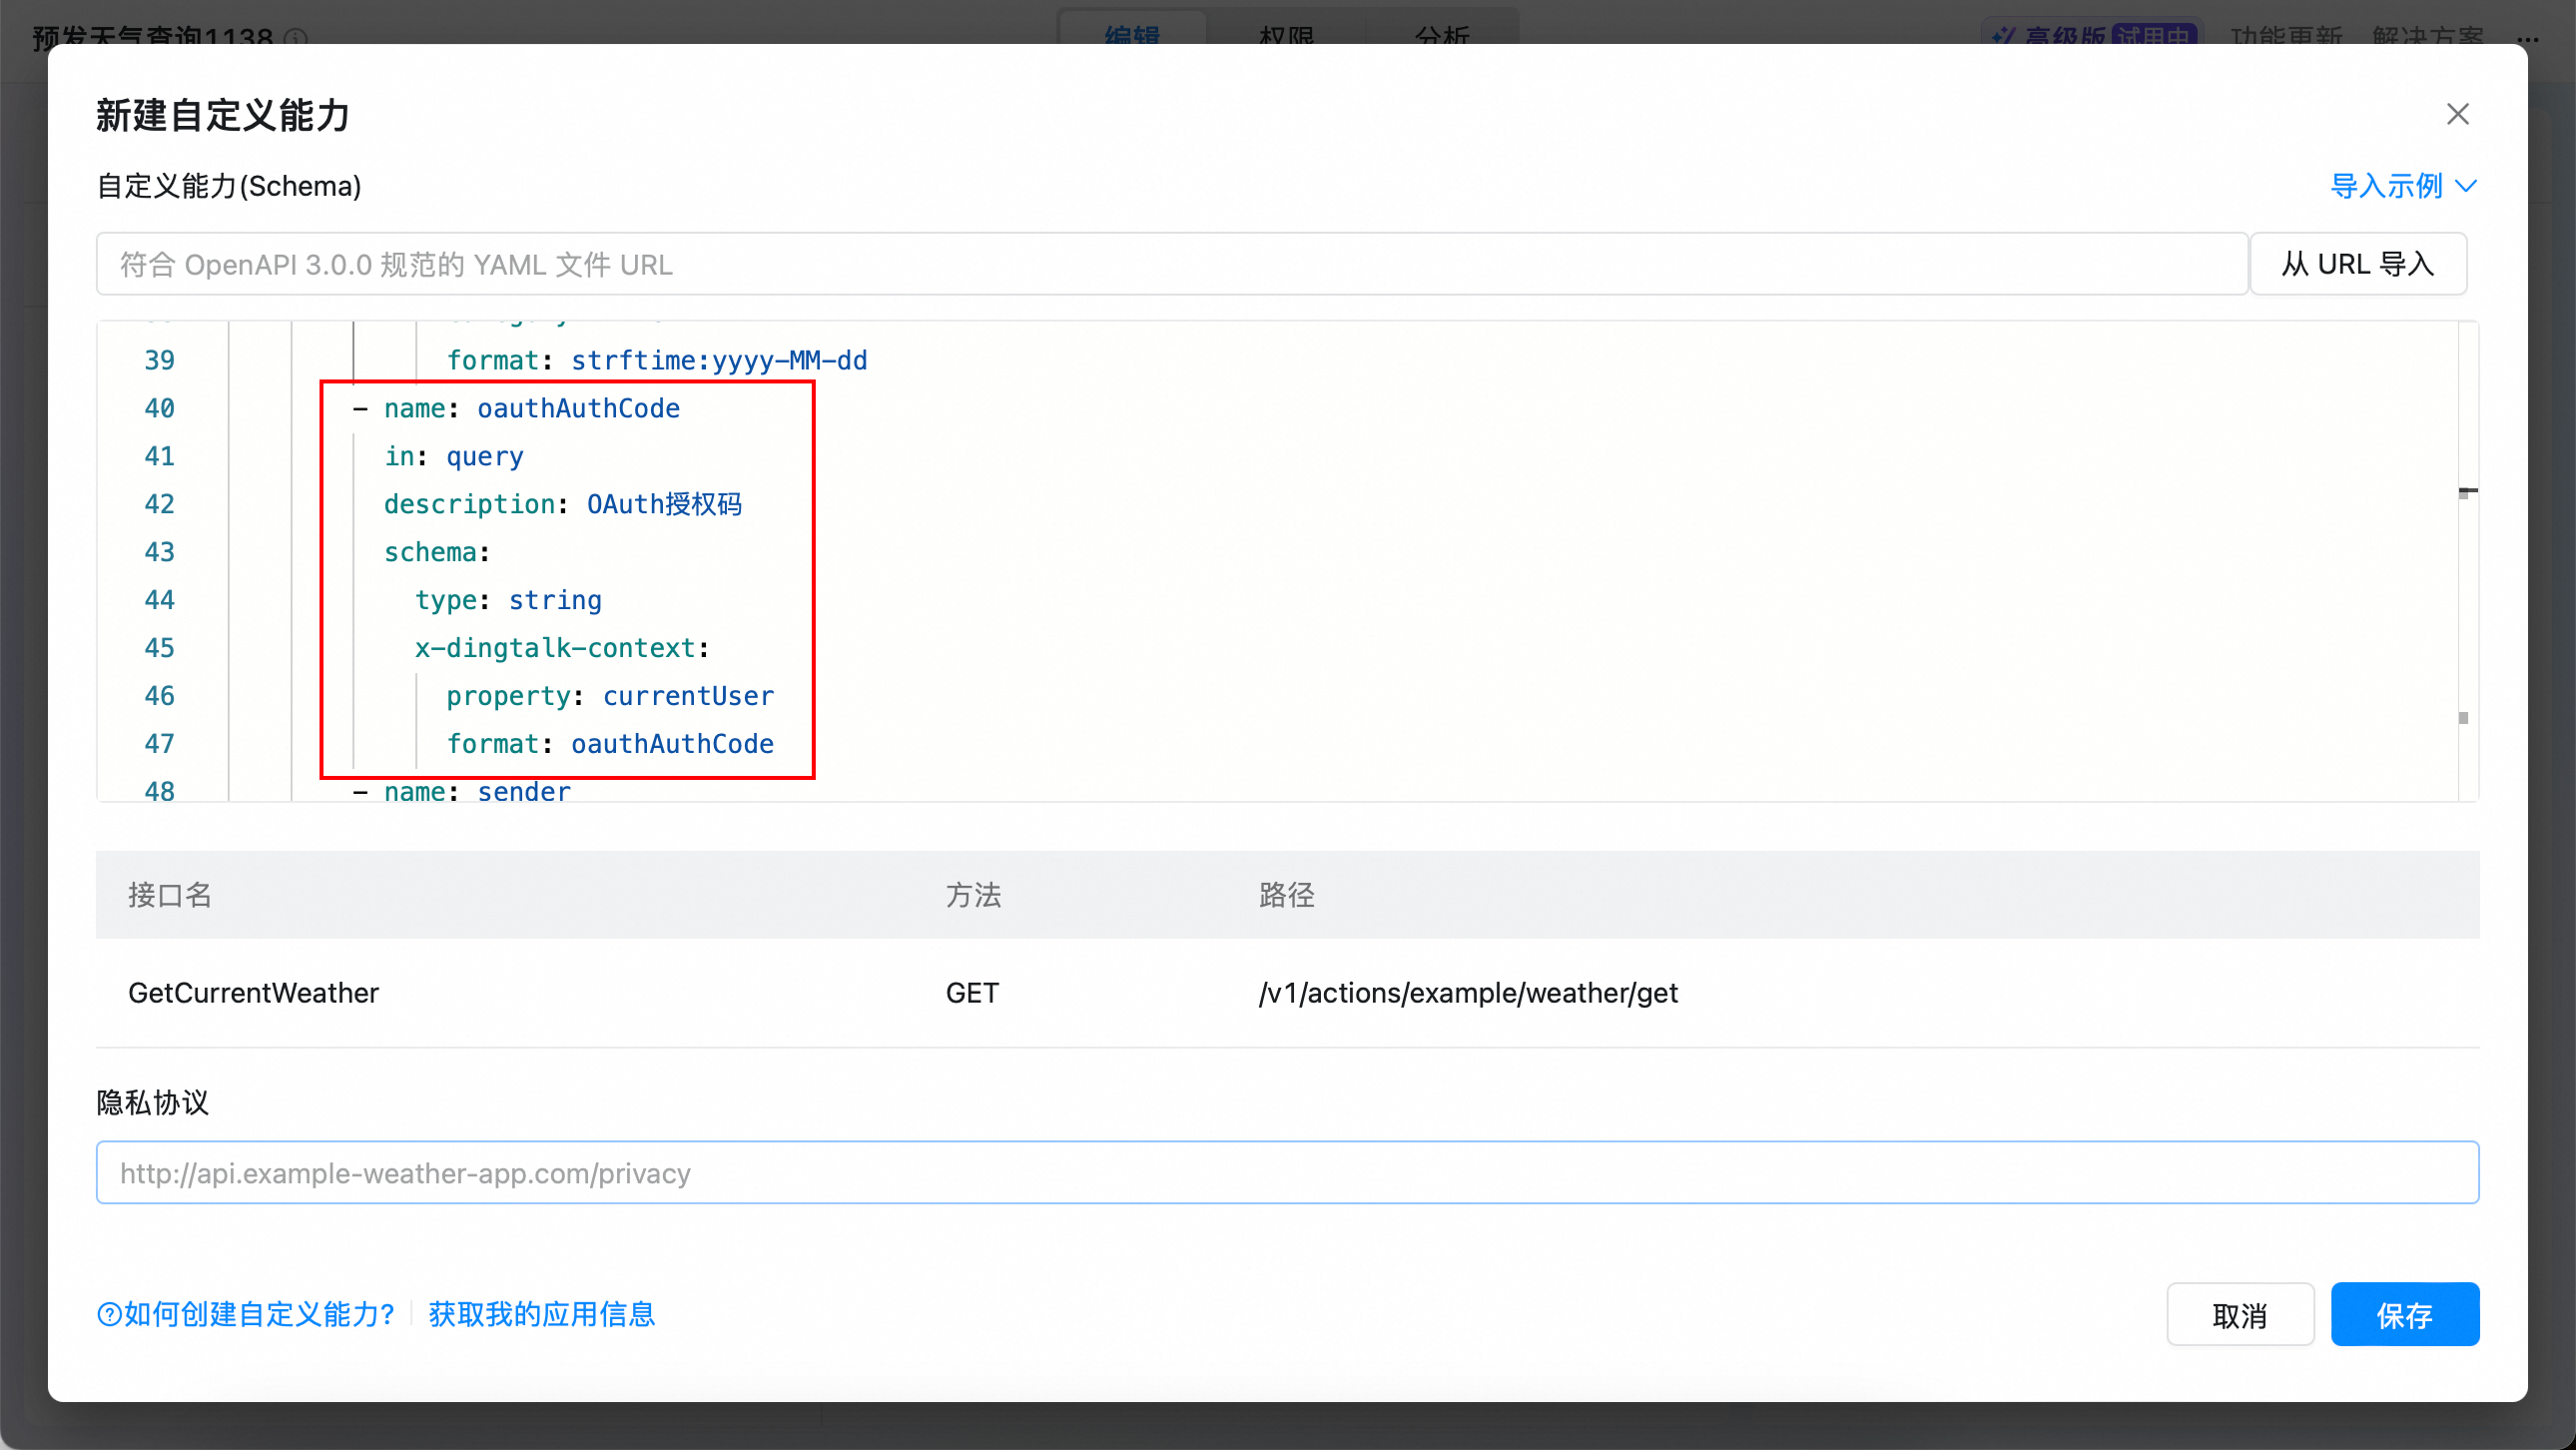 预发天气查询1138
编辑 权限 分析
高级版 试用中 功能更新 解决方案 ...
新建自定义能力
自定义能力(Schema)
导入示例
符合 OpenAPI 3.0.0 规范的 YAML 文件 URL
从 URL 导入
39 format: strftime:yyyy-MM-dd
40 - name: oauthAuthCode
41 in: query
42 description: OAuth授权码
43 schema:
44 type: string
45 x-dingtalk-context:
46 property: currentUser
47 format: oauthAuthCode
48 - name: sender
接口名 方法 路径
GetCurrentWeather GET /v1/actions/example/weather/get
隐私协议
http://api.example-weather-app.com/privacy
如何创建自定义能力? 获取我的应用信息
取消 保存